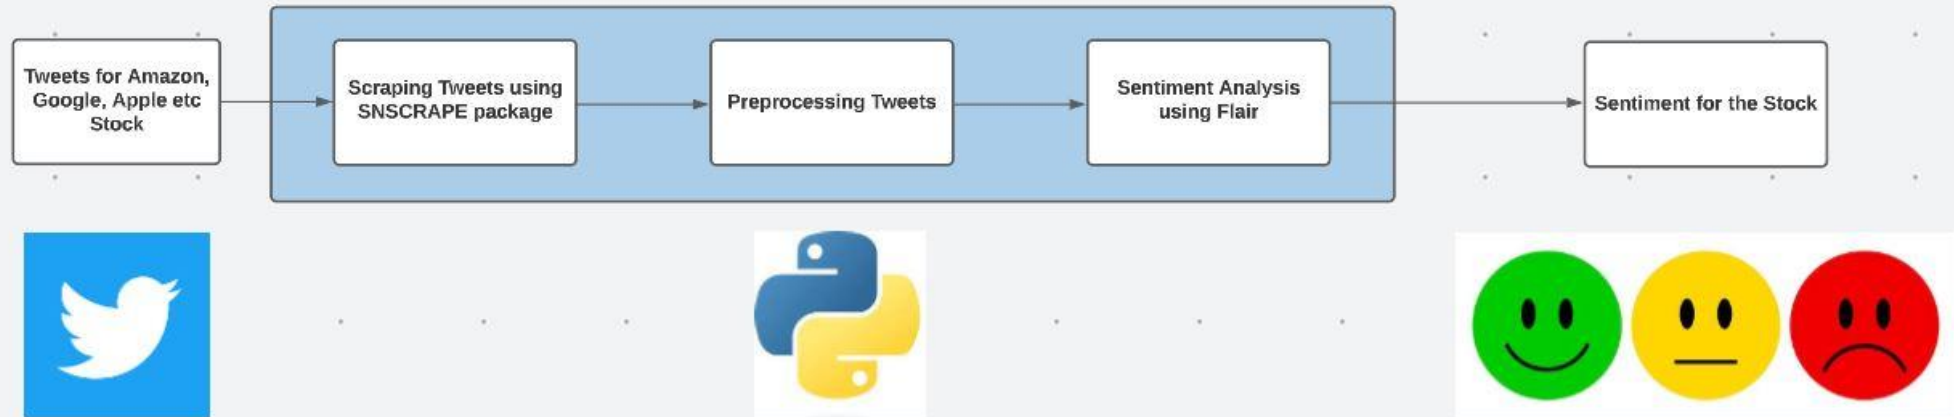 Tweets for Amazon,
Google, Apple etc
Stock
Scraping Tweets using
SNSCRAPE package
Preprocessing Tweets
Sentiment Analysis
using Flair
Sentiment for the Stock